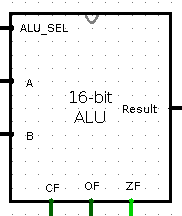 ALU_SEL
A
16-bit
ALU
Result
B
CF OF ZF